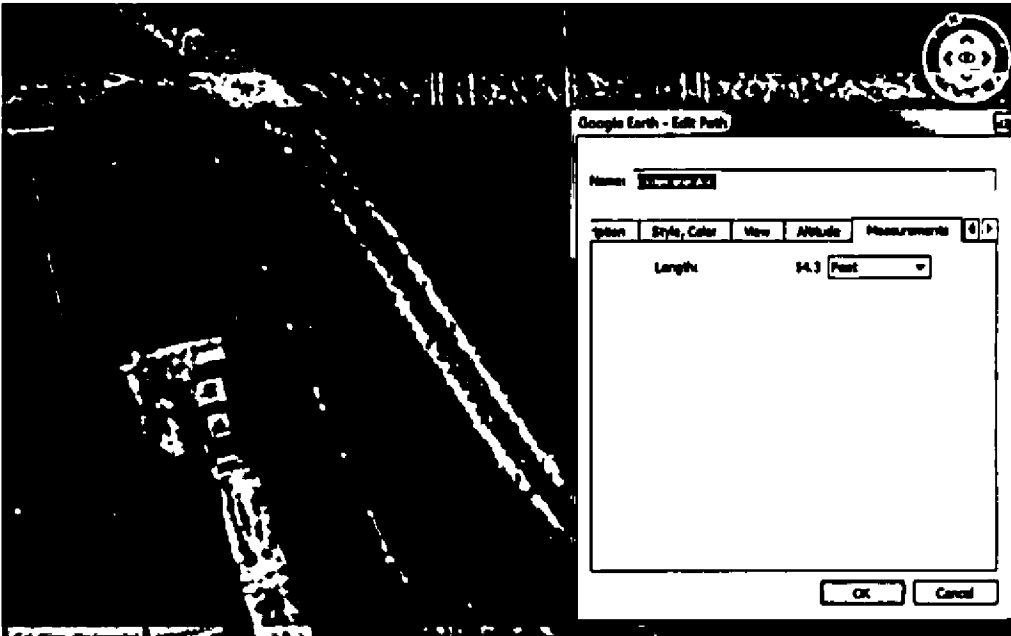 Google Earth - Edit Path
Name:
Style, Color View Altitude Measurements
Length: 54.3 Feet
OK Cancel